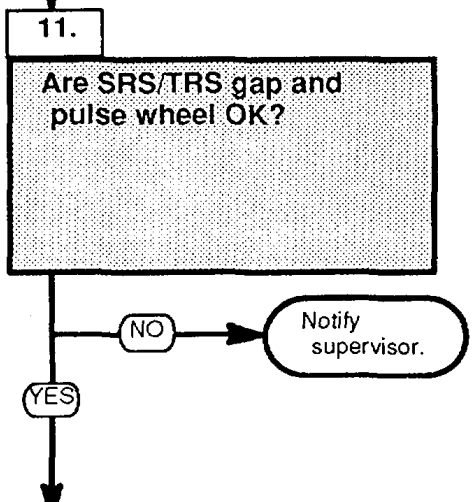 11.
Are SRS/TRS gap and
pulse wheel OK?
NO
Notify
supervisor.
YES